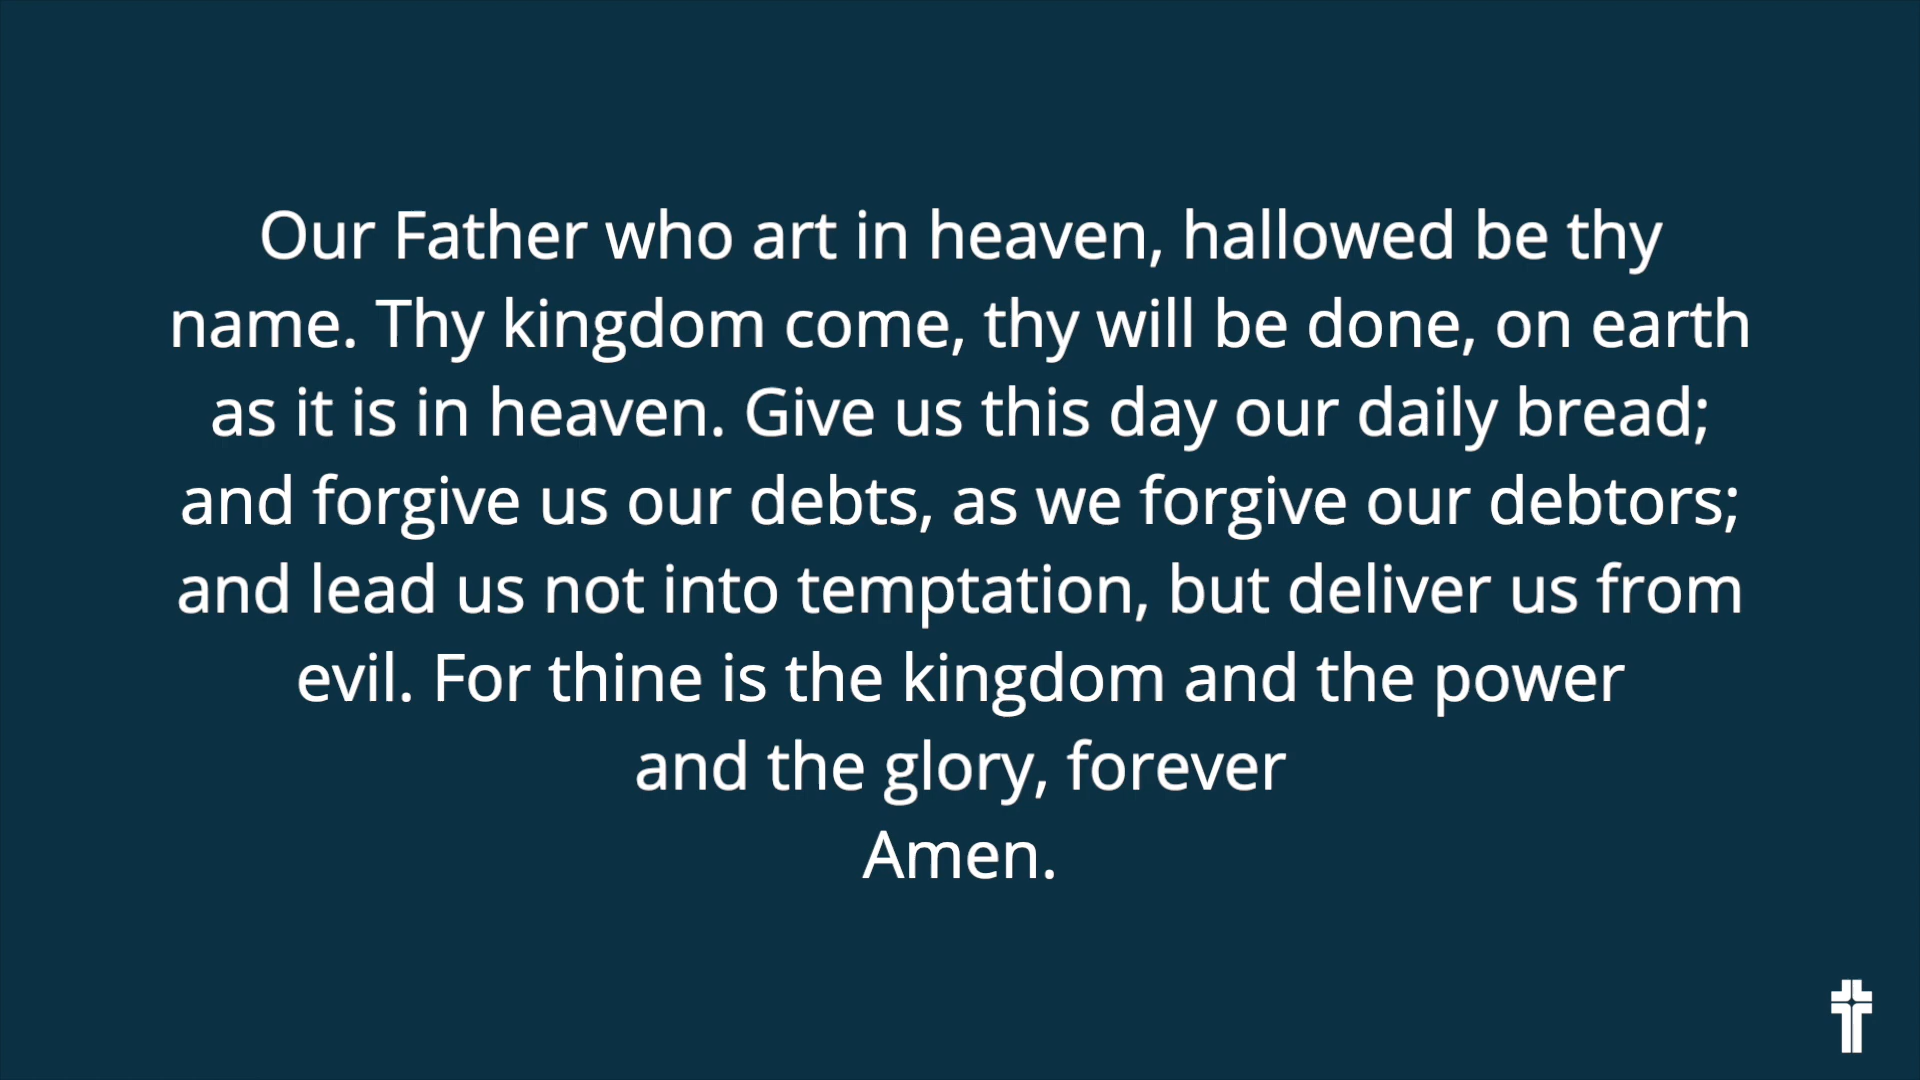 Our Father who art in heaven, hallowed be thy
name. Thy kingdom come, thy will be done, on earth
as it is in heaven. Give us this day our daily bread;
and forgive us our debts, as we forgive our debtors;
and lead us not into temptation, but deliver us from
evil. For thine is the kingdom and the power
and the glory, forever
Amen.